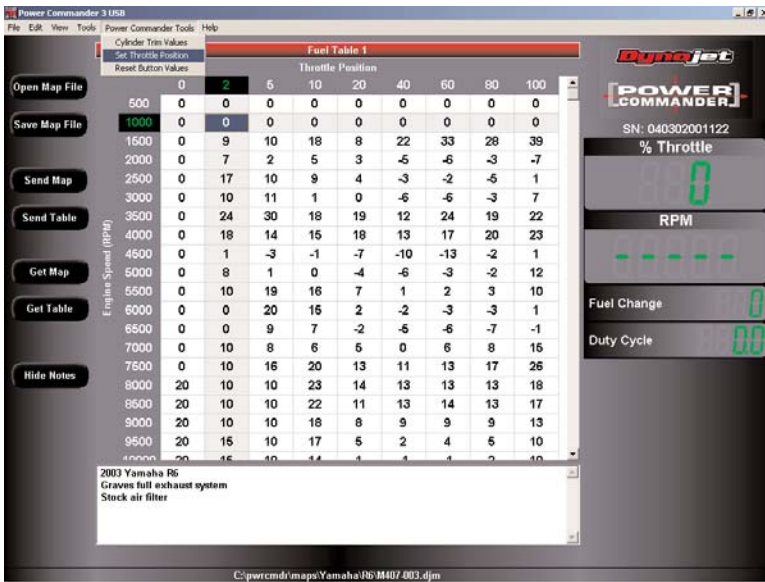 Power Commander 3 USB
File Edit View Tools Power Commander Tools Help
Cylinder Trim Values
Set Throttle Position
Reset Button Values
Fuel Table 1
Throttle Position
0 2 5 10 20 40 60 80 100
Engine Speed (RPM)
500 0 0 0 0 0 0 0 0 0
1000 0 0 0 0 0 0 0 0 0
1500 0 9 10 18 8 22 33 28 39
2000 0 7 2 5 3 -5 -6 -3 -7
2500 0 17 10 9 4 -3 -2 -5 1
3000 0 10 11 1 0 -6 -6 -3 7
3500 0 24 30 18 19 12 24 19 22
4000 0 18 14 15 18 13 17 20 23
4500 0 1 -3 -1 -7 -10 -13 -2 1
5000 0 8 1 0 -4 -6 -3 -2 12
5500 0 10 19 16 7 1 2 3 10
6000 0 0 20 15 2 -2 -3 -3 1
6500 0 0 9 7 -2 -5 -6 -7 -1
7000 0 10 8 6 5 0 6 8 15
7500 0 10 16 20 13 11 13 17 26
8000 20 10 10 23 14 13 13 13 18
8500 20 10 10 22 11 13 14 13 17
9000 20 10 10 18 8 9 9 9 13
9500 20 15 10 17 5 2 4 5 10
Open Map File
Save Map File
Send Map
Send Table
Get Map
Get Table
Hide Notes
Dynojet
POWER
COMMANDER
SN: 040302001122
% Throttle
0
RPM
-----
Fuel Change 0
Duty Cycle 0.0
2003 Yamaha R6
Graves full exhaust system
Stock air filter
C:\pwrcmdr\maps\Yamaha\R6\M407-003.djm